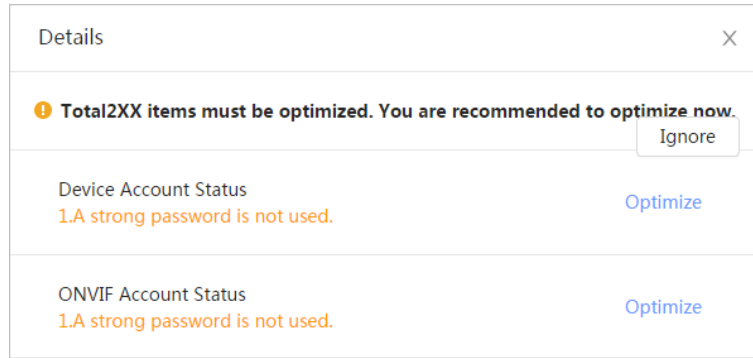 Details
Total2XX items must be optimized. You are recommended to optimize now.
Ignore
Device Account Status
Optimize
1.A strong password is not used.
ONVIF Account Status
Optimize
1.A strong password is not used.